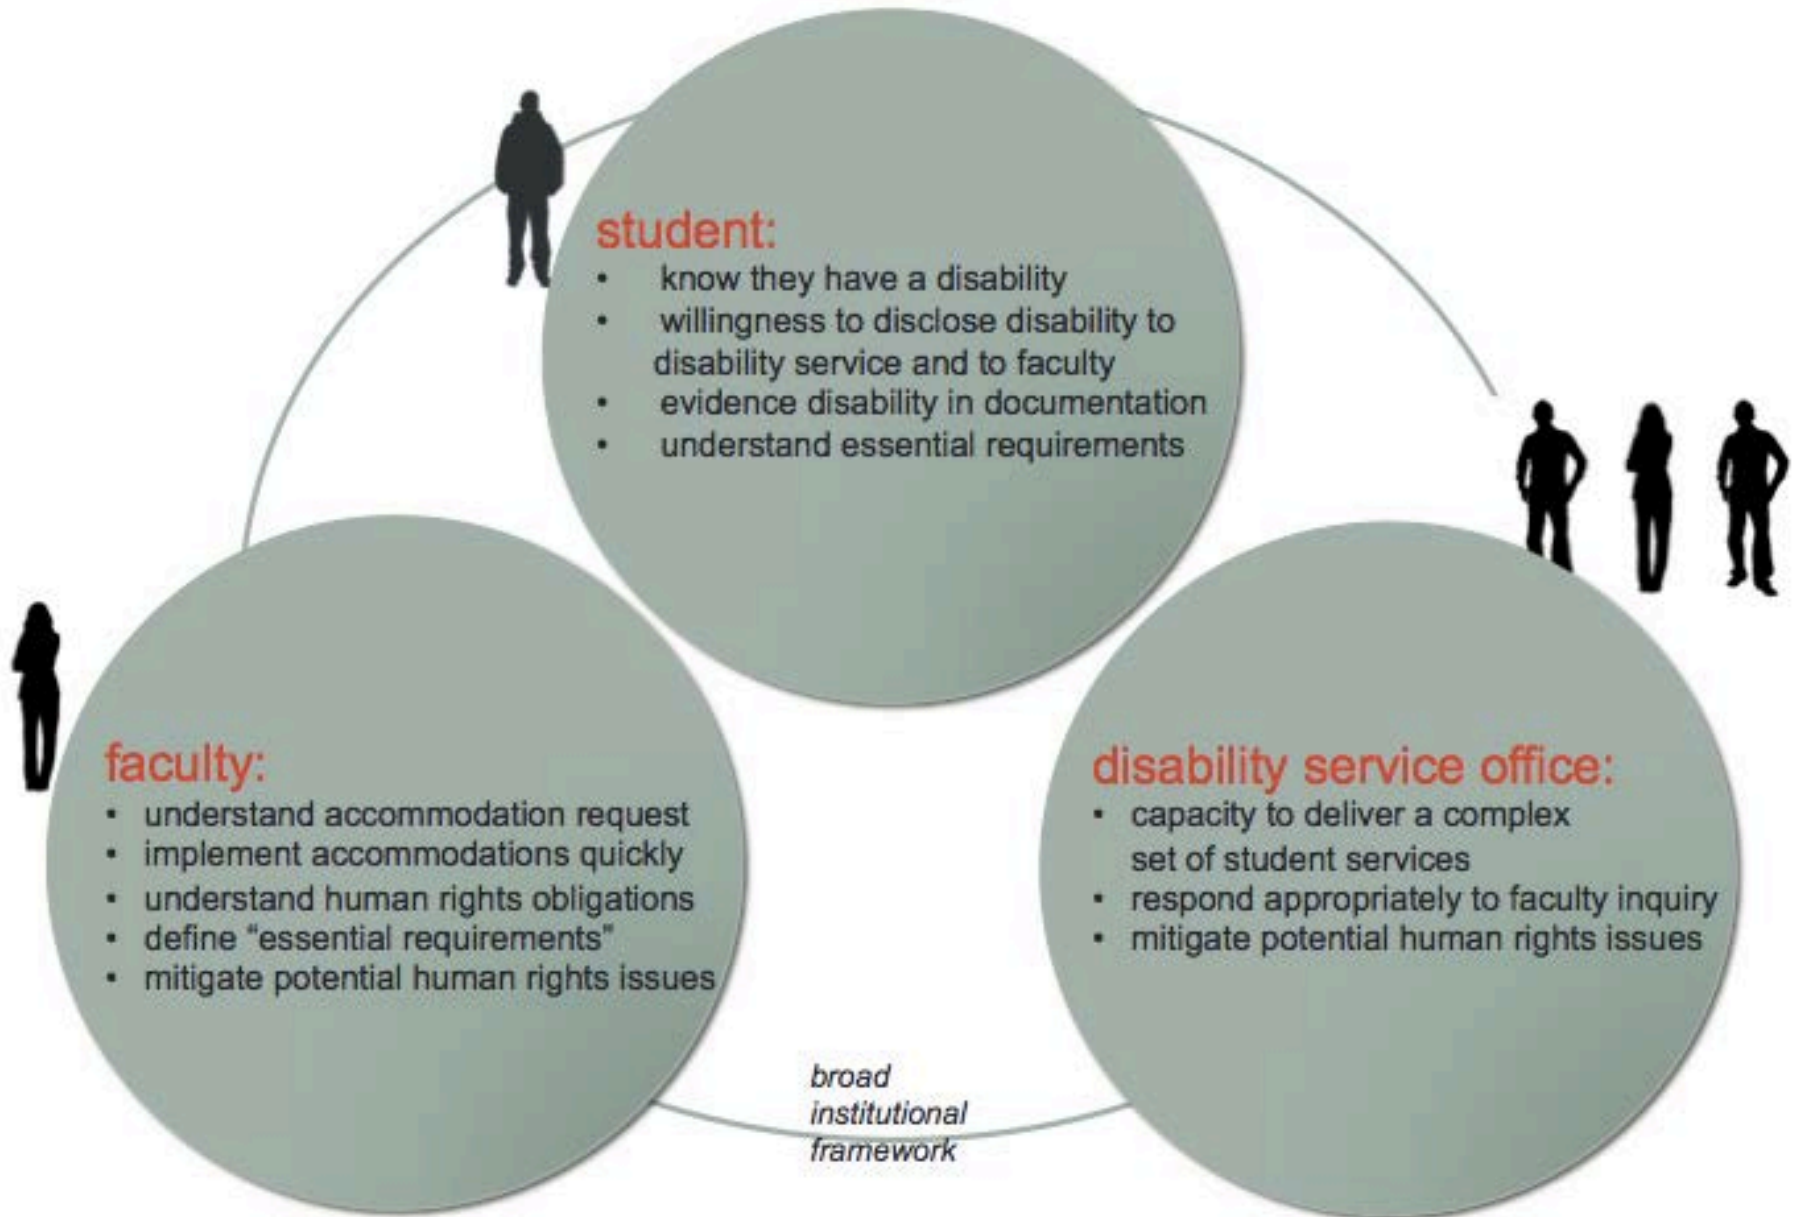 student:
• know they have a disability
• willingness to disclose disability to
disability service and to faculty
• evidence disability in documentation
• understand essential requirements
faculty:
• understand accommodation request
• implement accommodations quickly
• understand human rights obligations
• define “essential requirements“
• mitigate potential human rights issues
disability service office:
• capacity to deliver a complex
set of student services
• respond appropriately to faculty inquiry
• mitigate potential human rights issues
broad
institutional
framework